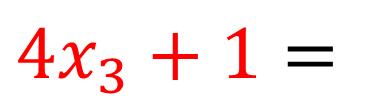 4x₃ + 1 =